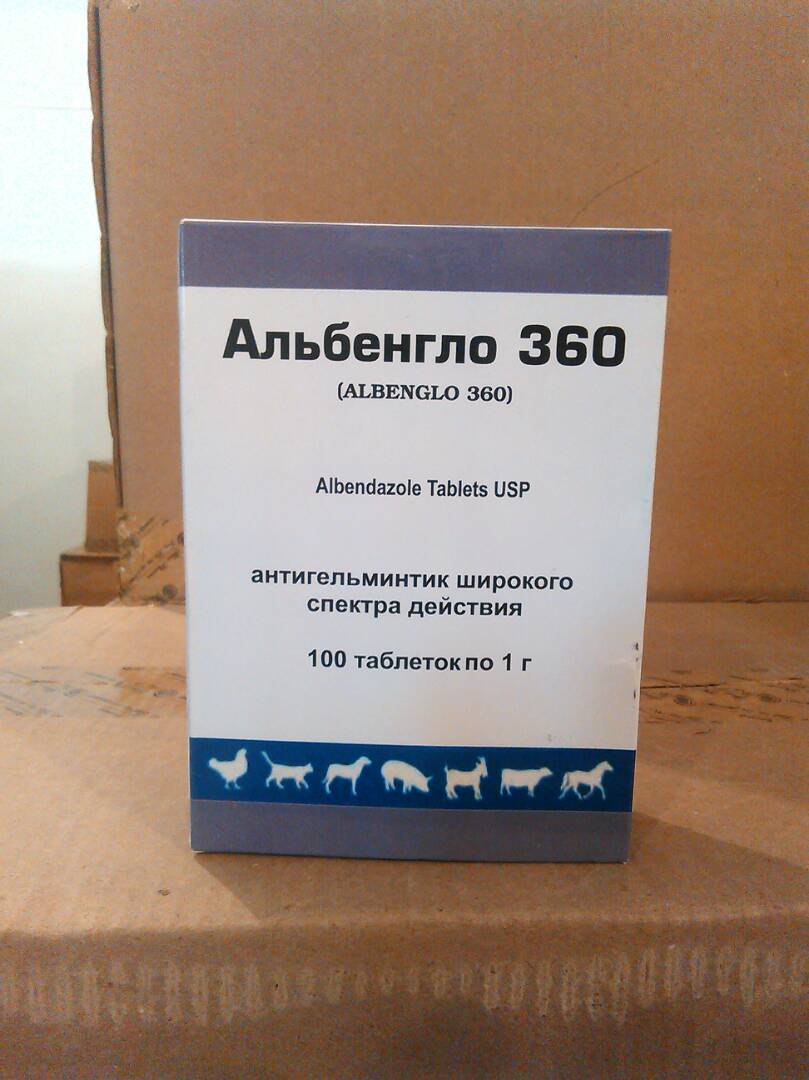 Альбенгло 360
(ALBENGLO 360)
Albendazole Tablets USP
антигельминтик широкого
спектра действия
100 таблеток по 1 г